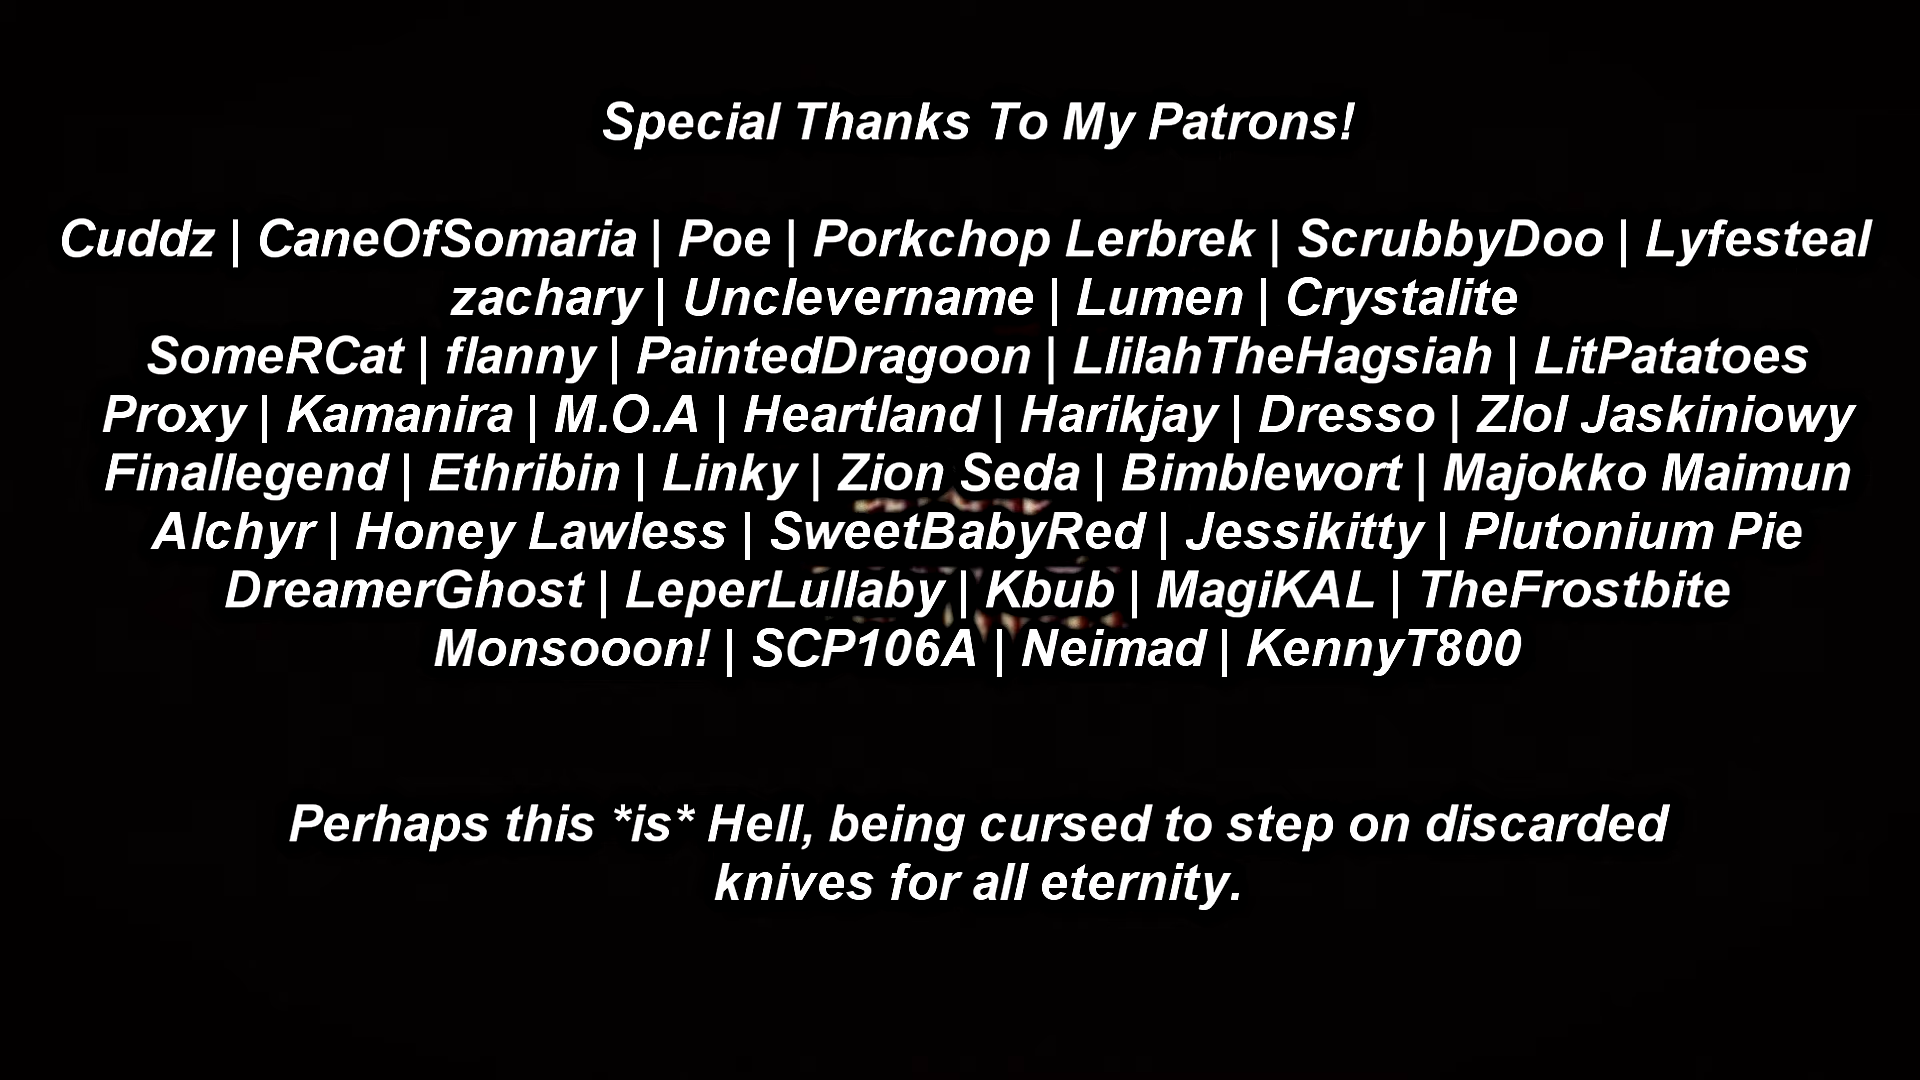 Special Thanks To My Patrons!
Cuddz | CaneOfSomaria | Poe | Porkchop Lerbrek | ScrubbyDoo | Lyfesteal
zachary | Unclevername | Lumen | Crystalite
SomeRCat | flanny | PaintedDragoon | LlilahTheHagsiah | LitPatatoes
Proxy | Kamanira | M.O.A | Heartland | Harikjay | Dresso | Zlol Jaskiniowy
Finallegend | Ethribin | Linky | Zion Seda | Bimblewort | Majokko Maimun
Alchyr | Honey Lawless | SweetBabyRed | Jessikitty | Plutonium Pie
DreamerGhost | LeperLullaby | Kbub | MagiKAL | TheFrostbite
Monsooon! | SCP106A | Neimad | KennyT800
Perhaps this *is* Hell, being cursed to step on discarded
knives for all eternity.